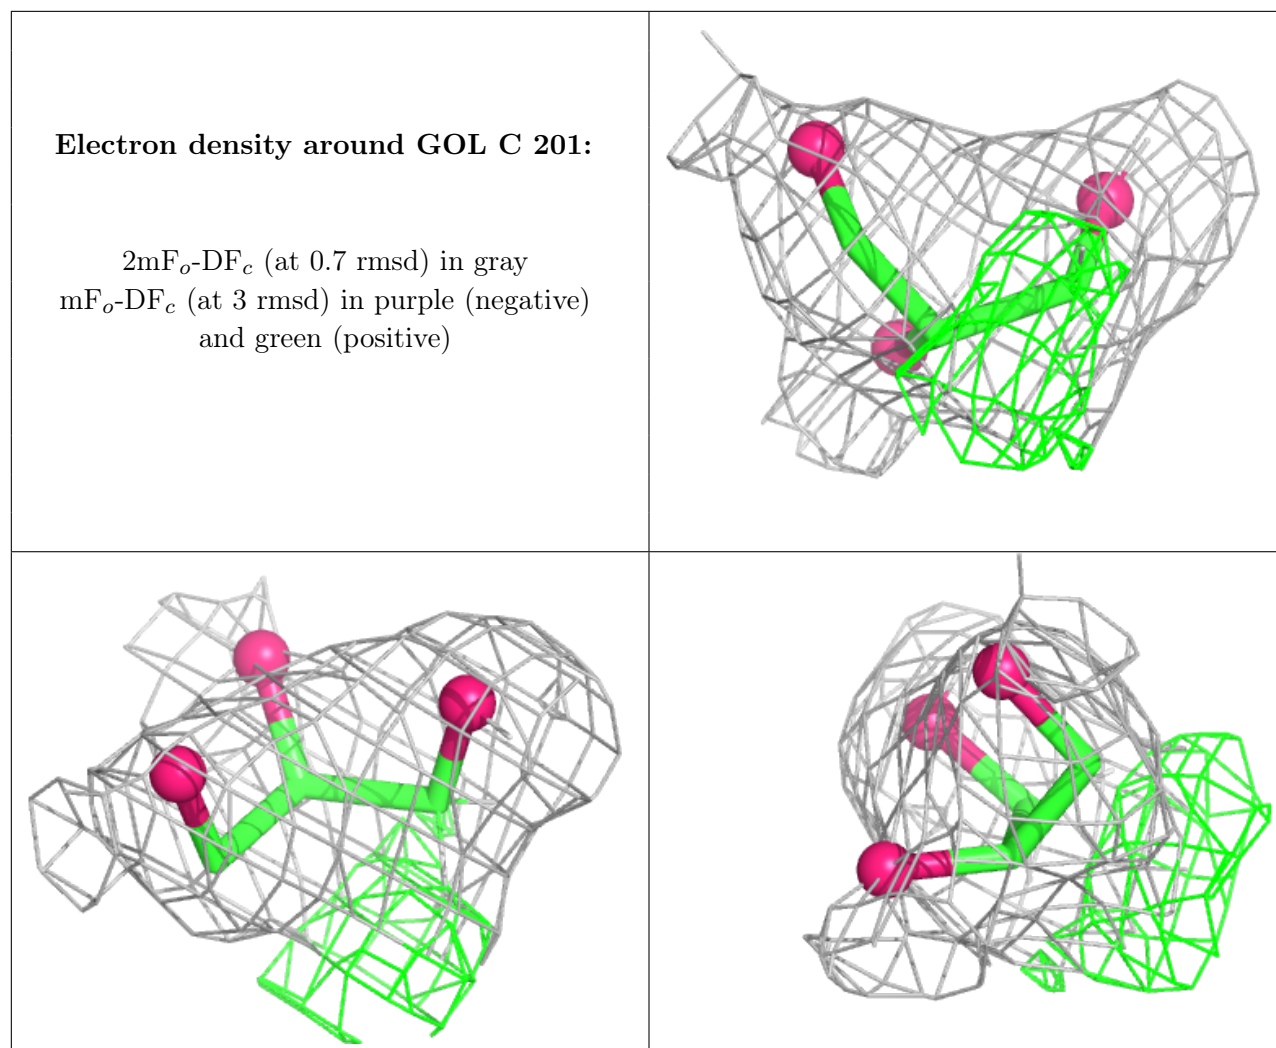 Electron density around GOL C 201:
2mFo-DFc (at 0.7 rmsd) in gray
mFo-DFc (at 3 rmsd) in purple (negative)
and green (positive)